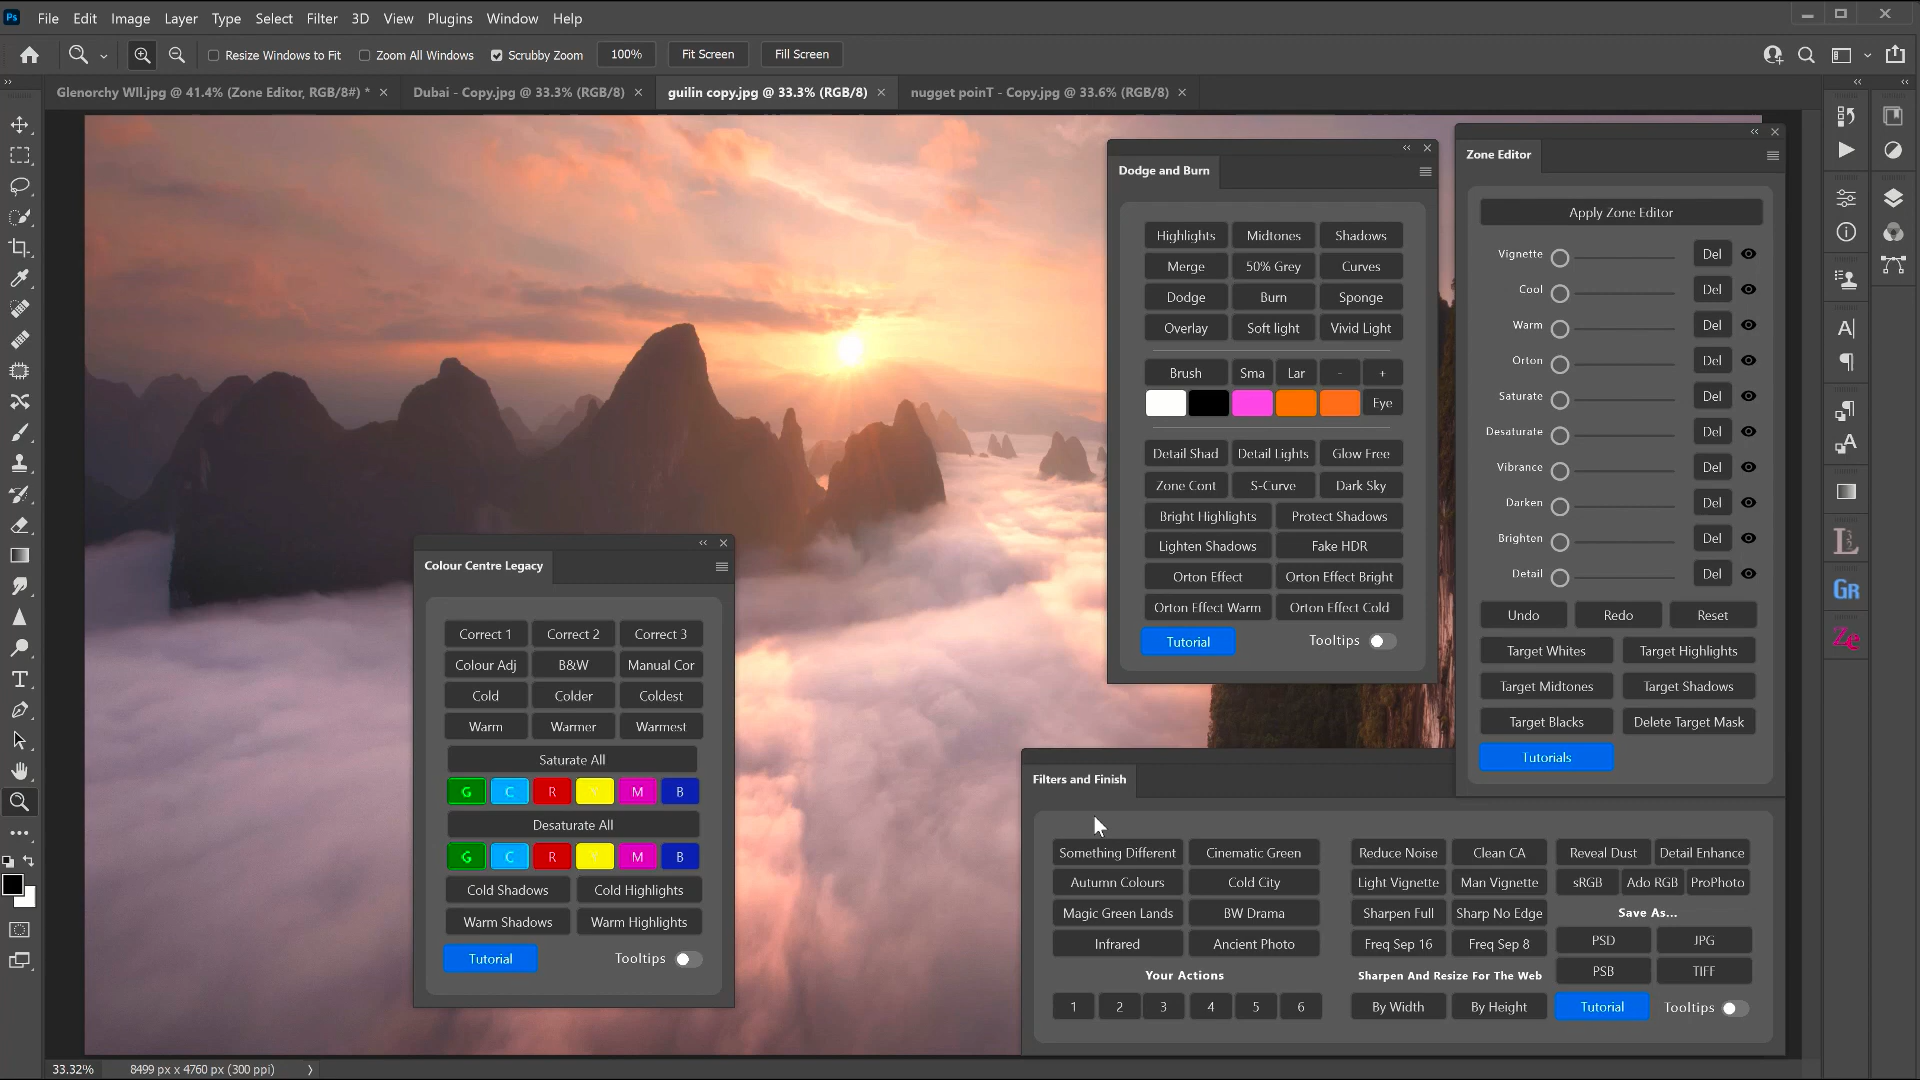 Ps File Edit Image Layer Type Select Filter 3D View Plugins Window Help
Resize Windows to Fit Zoom All Windows Scrubby Zoom 100% Fit Screen Fill Screen
Glenorchy Wll.jpg @ 41.4% (Zone Editor, RGB/8#) * Dubai - Copy.jpg @ 33.3% (RGB/8) guilin copy.jpg @ 33.3% (RGB/8) nugget poinT - Copy.jpg @ 33.6% (RGB/8)
Dodge and Burn
Highlights Midtones Shadows
Merge 50% Grey Curves
Dodge Burn Sponge
Overlay Soft light Vivid Light
Brush Sma Lar - +
Eye
Detail Shad Detail Lights Glow Free
Zone Cont S-Curve Dark Sky
Bright Highlights Protect Shadows
Lighten Shadows Fake HDR
Orton Effect Orton Effect Bright
Orton Effect Warm Orton Effect Cold
Tutorial Tooltips
Zone Editor
Apply Zone Editor
Vignette Del
Cool Del
Warm Del
Orton Del
Saturate Del
Desaturate Del
Vibrance Del
Darken Del
Brighten Del
Detail Del
Undo Redo Reset
Target Whites Target Highlights
Target Midtones Target Shadows
Target Blacks Delete Target Mask
Tutorials
Colour Centre Legacy
Correct 1 Correct 2 Correct 3
Colour Adj B&W Manual Cor
Cold Colder Coldest
Warm Warmer Warmest
Saturate All
G C R Y M B
Desaturate All
G C R Y M B
Cold Shadows Cold Highlights
Warm Shadows Warm Highlights
Tutorial Tooltips
Filters and Finish
Something Different Cinematic Green Reduce Noise Clean CA Reveal Dust Detail Enhance
Autumn Colours Cold City Light Vignette Man Vignette sRGB Ado RGB ProPhoto
Magic Green Lands BW Drama Sharpen Full Sharp No Edge Save As...
Infrared Ancient Photo Freq Sep 16 Freq Sep 8 PSD JPG
Your Actions Sharpen And Resize For The Web PSB TIFF
1 2 3 4 5 6 By Width By Height Tutorial Tooltips
Gr
Ze
33.32% 8499 px x 4760 px (300 ppi)